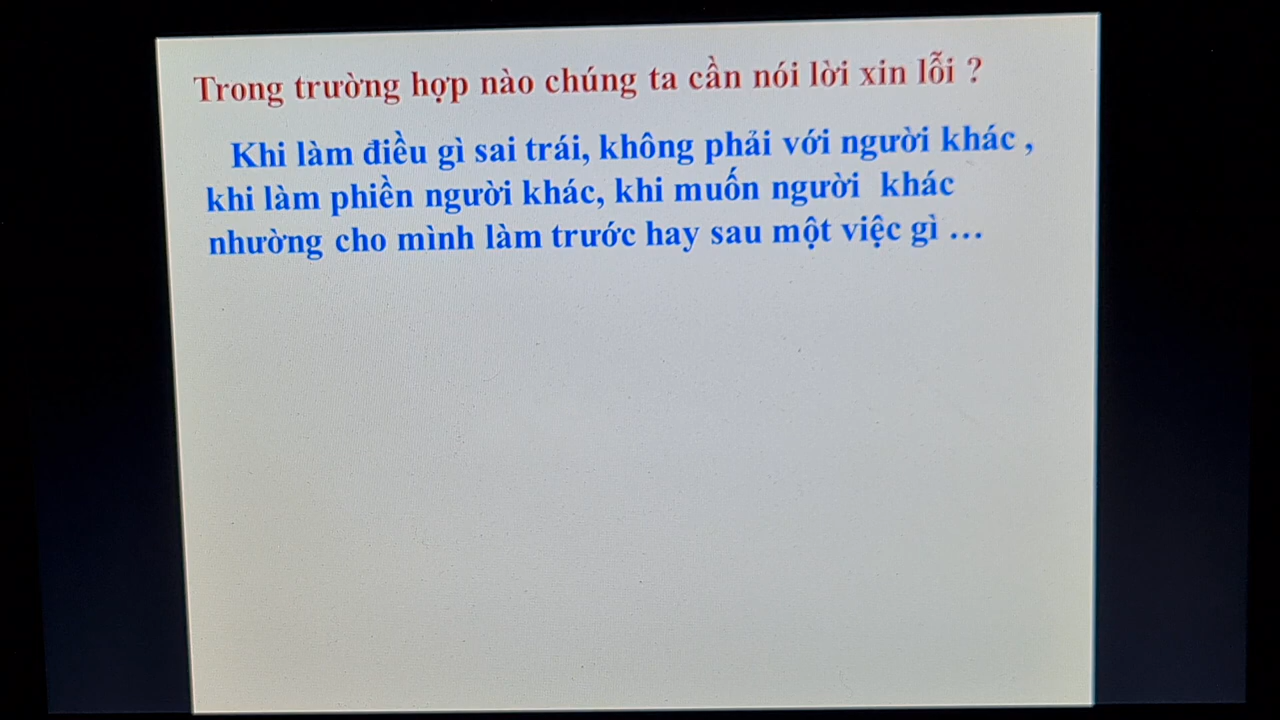 Trong trường hợp nào chúng ta cần nói lời xin lỗi ?
Khi làm điều gì sai trái, không phải với người khác ,
khi làm phiền người khác, khi muốn người khác
nhường cho mình làm trước hay sau một việc gì ...